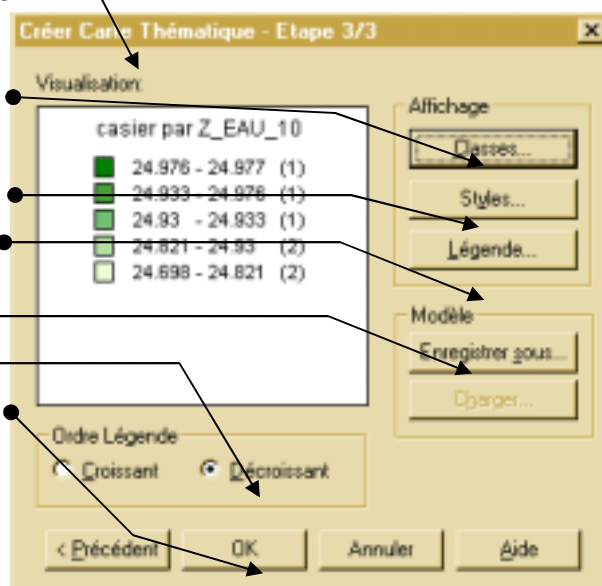 Créer Carte Thématique - Etape 3/3
Visualisation:
casier par Z_EAU_10
24.976 - 24.977 (1)
24.933 - 24.976 (1)
24.93 - 24.933 (1)
24.821 - 24.93 (2)
24.698 - 24.821 (2)
Affichage
Classes...
Styles...
Légende...
Modèle
Enregistrer sous...
Charger...
Ordre Légende
Croissant Décroissant
< Précédent OK Annuler Aide